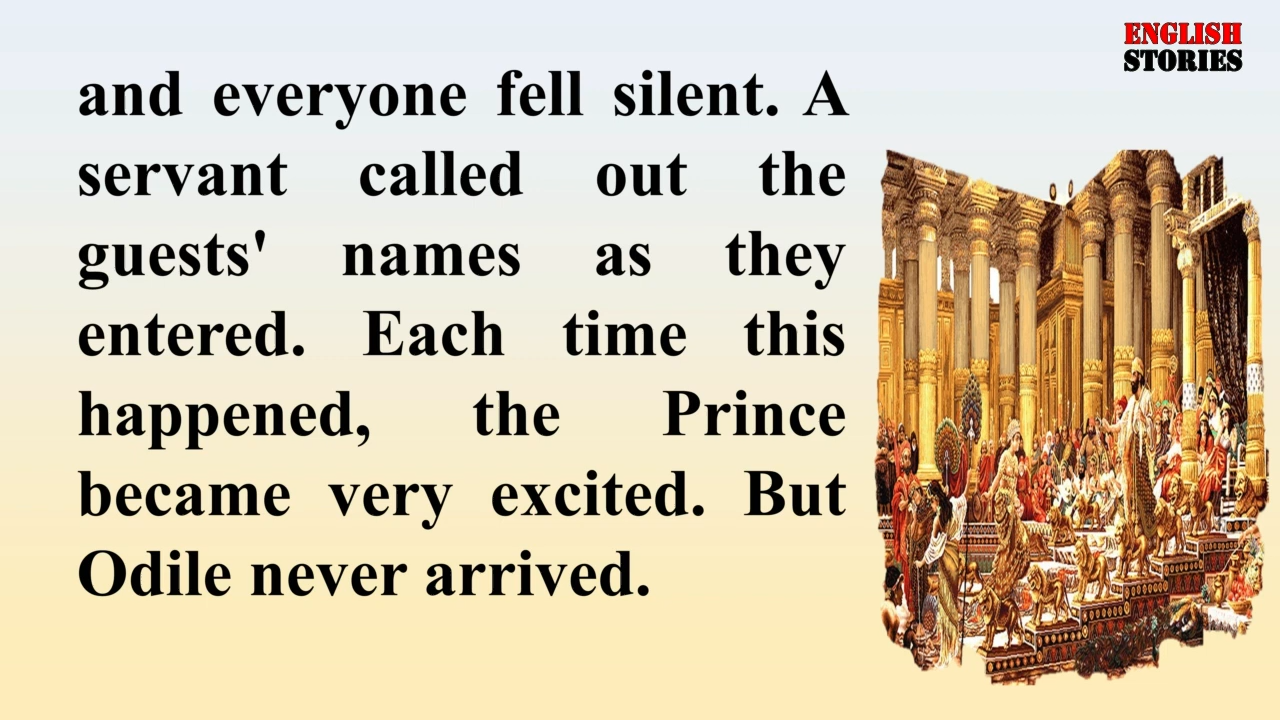 ENGLISH
STORIES
and everyone fell silent. A
servant called out the
guests' names as they
entered. Each time this
happened, the Prince
became very excited. But
Odile never arrived.